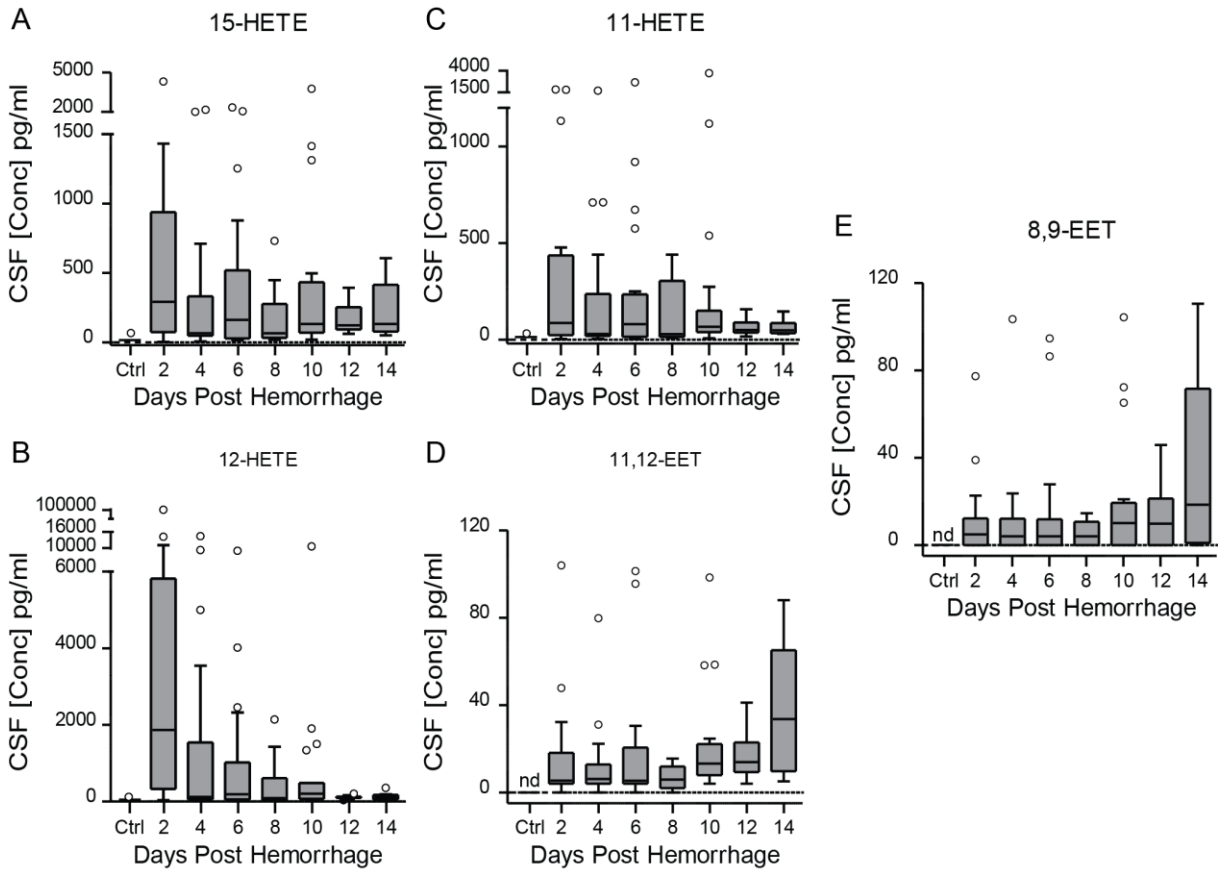 A
15-HETE
CSF [Conc] pg/ml
5000
2000
1500
1000
500
0
Ctrl 2 4 6 8 10 12 14
Days Post Hemorrhage
B
12-HETE
CSF [Conc] pg/ml
100000
16000
10000
6000
4000
2000
0
Ctrl 2 4 6 8 10 12 14
Days Post Hemorrhage
C
11-HETE
CSF [Conc] pg/ml
4000
1500
1000
500
0
Ctrl 2 4 6 8 10 12 14
Days Post Hemorrhage
D
11,12-EET
CSF [Conc] pg/ml
120
80
40
0
nd
Ctrl 2 4 6 8 10 12 14
Days Post Hemorrhage
E
8,9-EET
CSF [Conc] pg/ml
120
80
40
0
nd
Ctrl 2 4 6 8 10 12 14
Days Post Hemorrhage